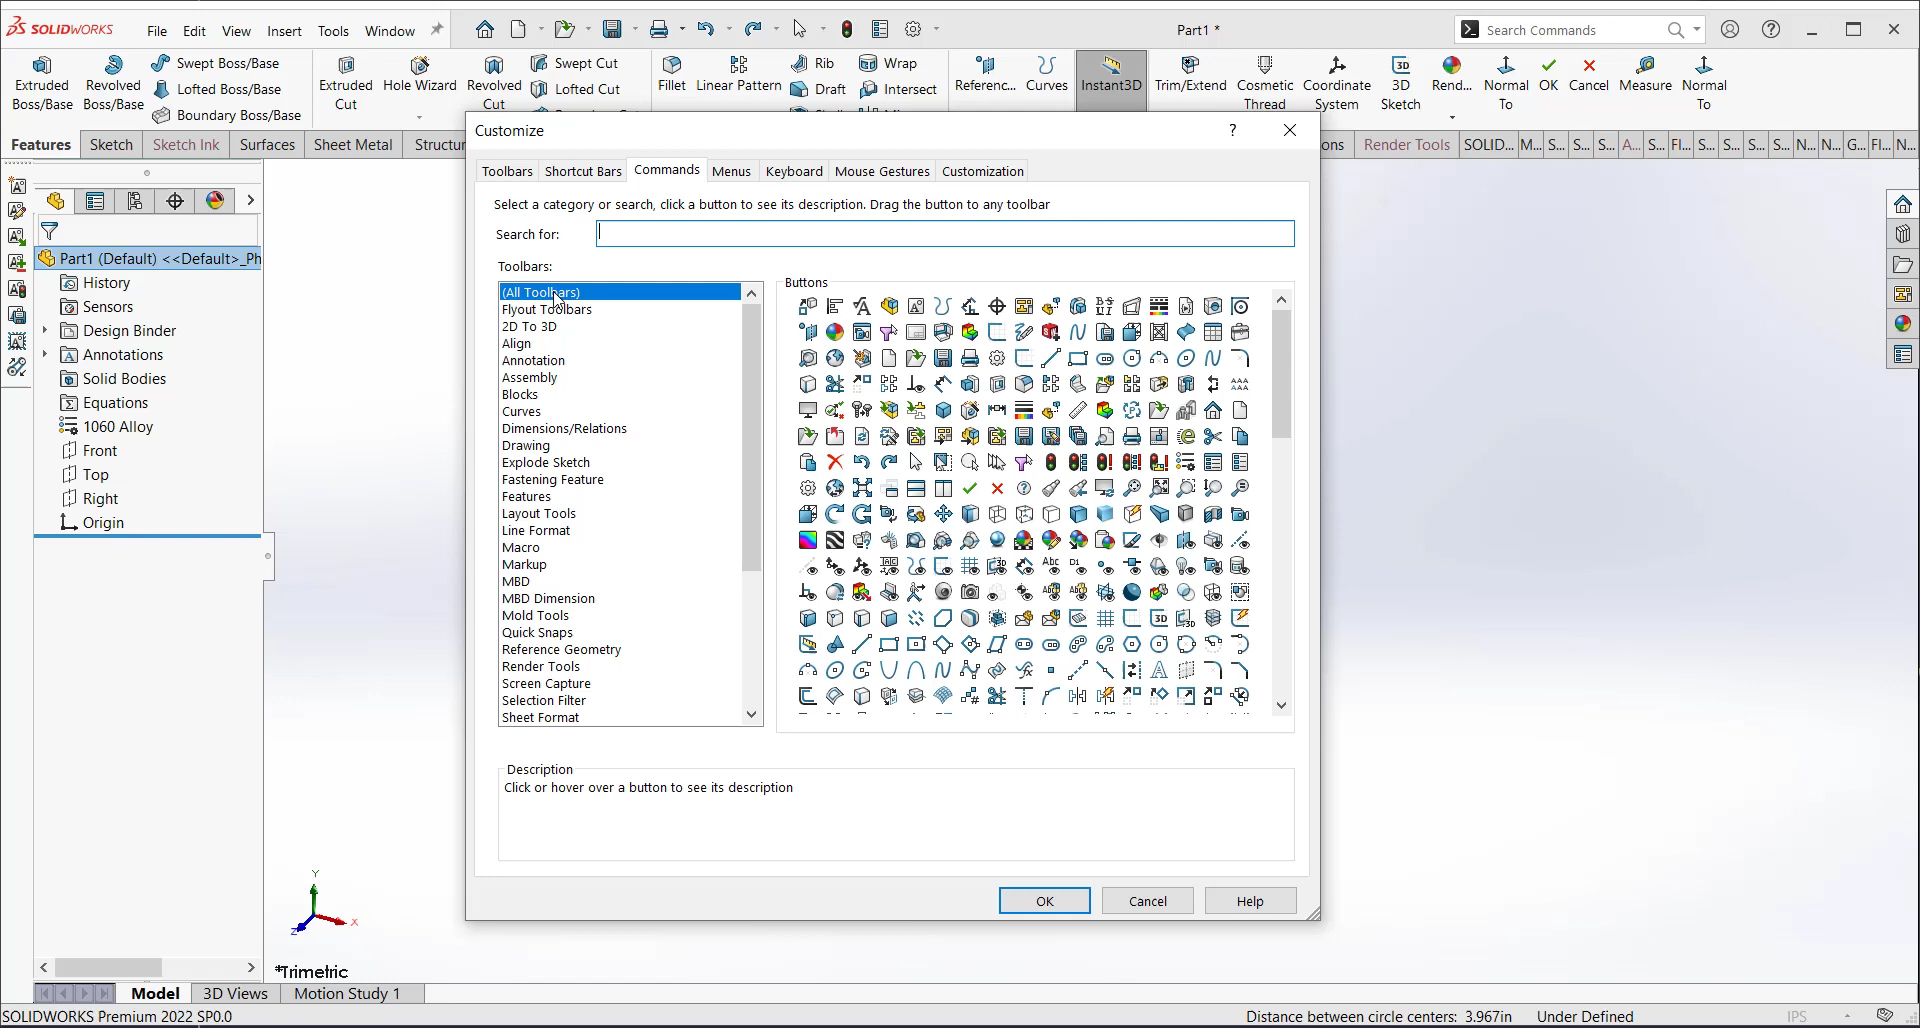 SOLIDWORKS File Edit View Insert Tools Window Part1 * Search Commands
Extruded Boss/Base
Revolved Boss/Base
Swept Boss/Base
Lofted Boss/Base
Boundary Boss/Base
Extruded Cut
Hole Wizard
Revolved Cut
Swept Cut
Lofted Cut
Fillet
Linear Pattern
Rib
Draft
Wrap
Intersect
Referenc...
Curves
Instant3D
Trim/Extend
Cosmetic Thread
Coordinate System
3D Sketch
Rend...
Normal To
OK
Cancel
Measure
Normal To
Features Sketch Sketch Ink Surfaces Sheet Metal Structur
ons Render Tools SOLID... M... S... S... S... A... S... Fl... S... S... S... S... S... N... N... G... Fl... N...
Part1 (Default) <<Default>_Ph
History
Sensors
Design Binder
Annotations
Solid Bodies
Equations
1060 Alloy
Front
Top
Right
Origin
Customize
Toolbars Shortcut Bars Commands Menus Keyboard Mouse Gestures Customization
Select a category or search, click a button to see its description. Drag the button to any toolbar
Search for:
Toolbars:
(All Toolbars)
Flyout Toolbars
2D To 3D
Align
Annotation
Assembly
Blocks
Curves
Dimensions/Relations
Drawing
Explode Sketch
Fastening Feature
Features
Layout Tools
Line Format
Macro
Markup
MBD
MBD Dimension
Mold Tools
Quick Snaps
Reference Geometry
Render Tools
Screen Capture
Selection Filter
Sheet Format
Buttons
Description
Click or hover over a button to see its description
OK Cancel Help
Y
X
Z
*Trimetric
Model 3D Views Motion Study 1
SOLIDWORKS Premium 2022 SP0.0 Distance between circle centers: 3.967in Under Defined IPS